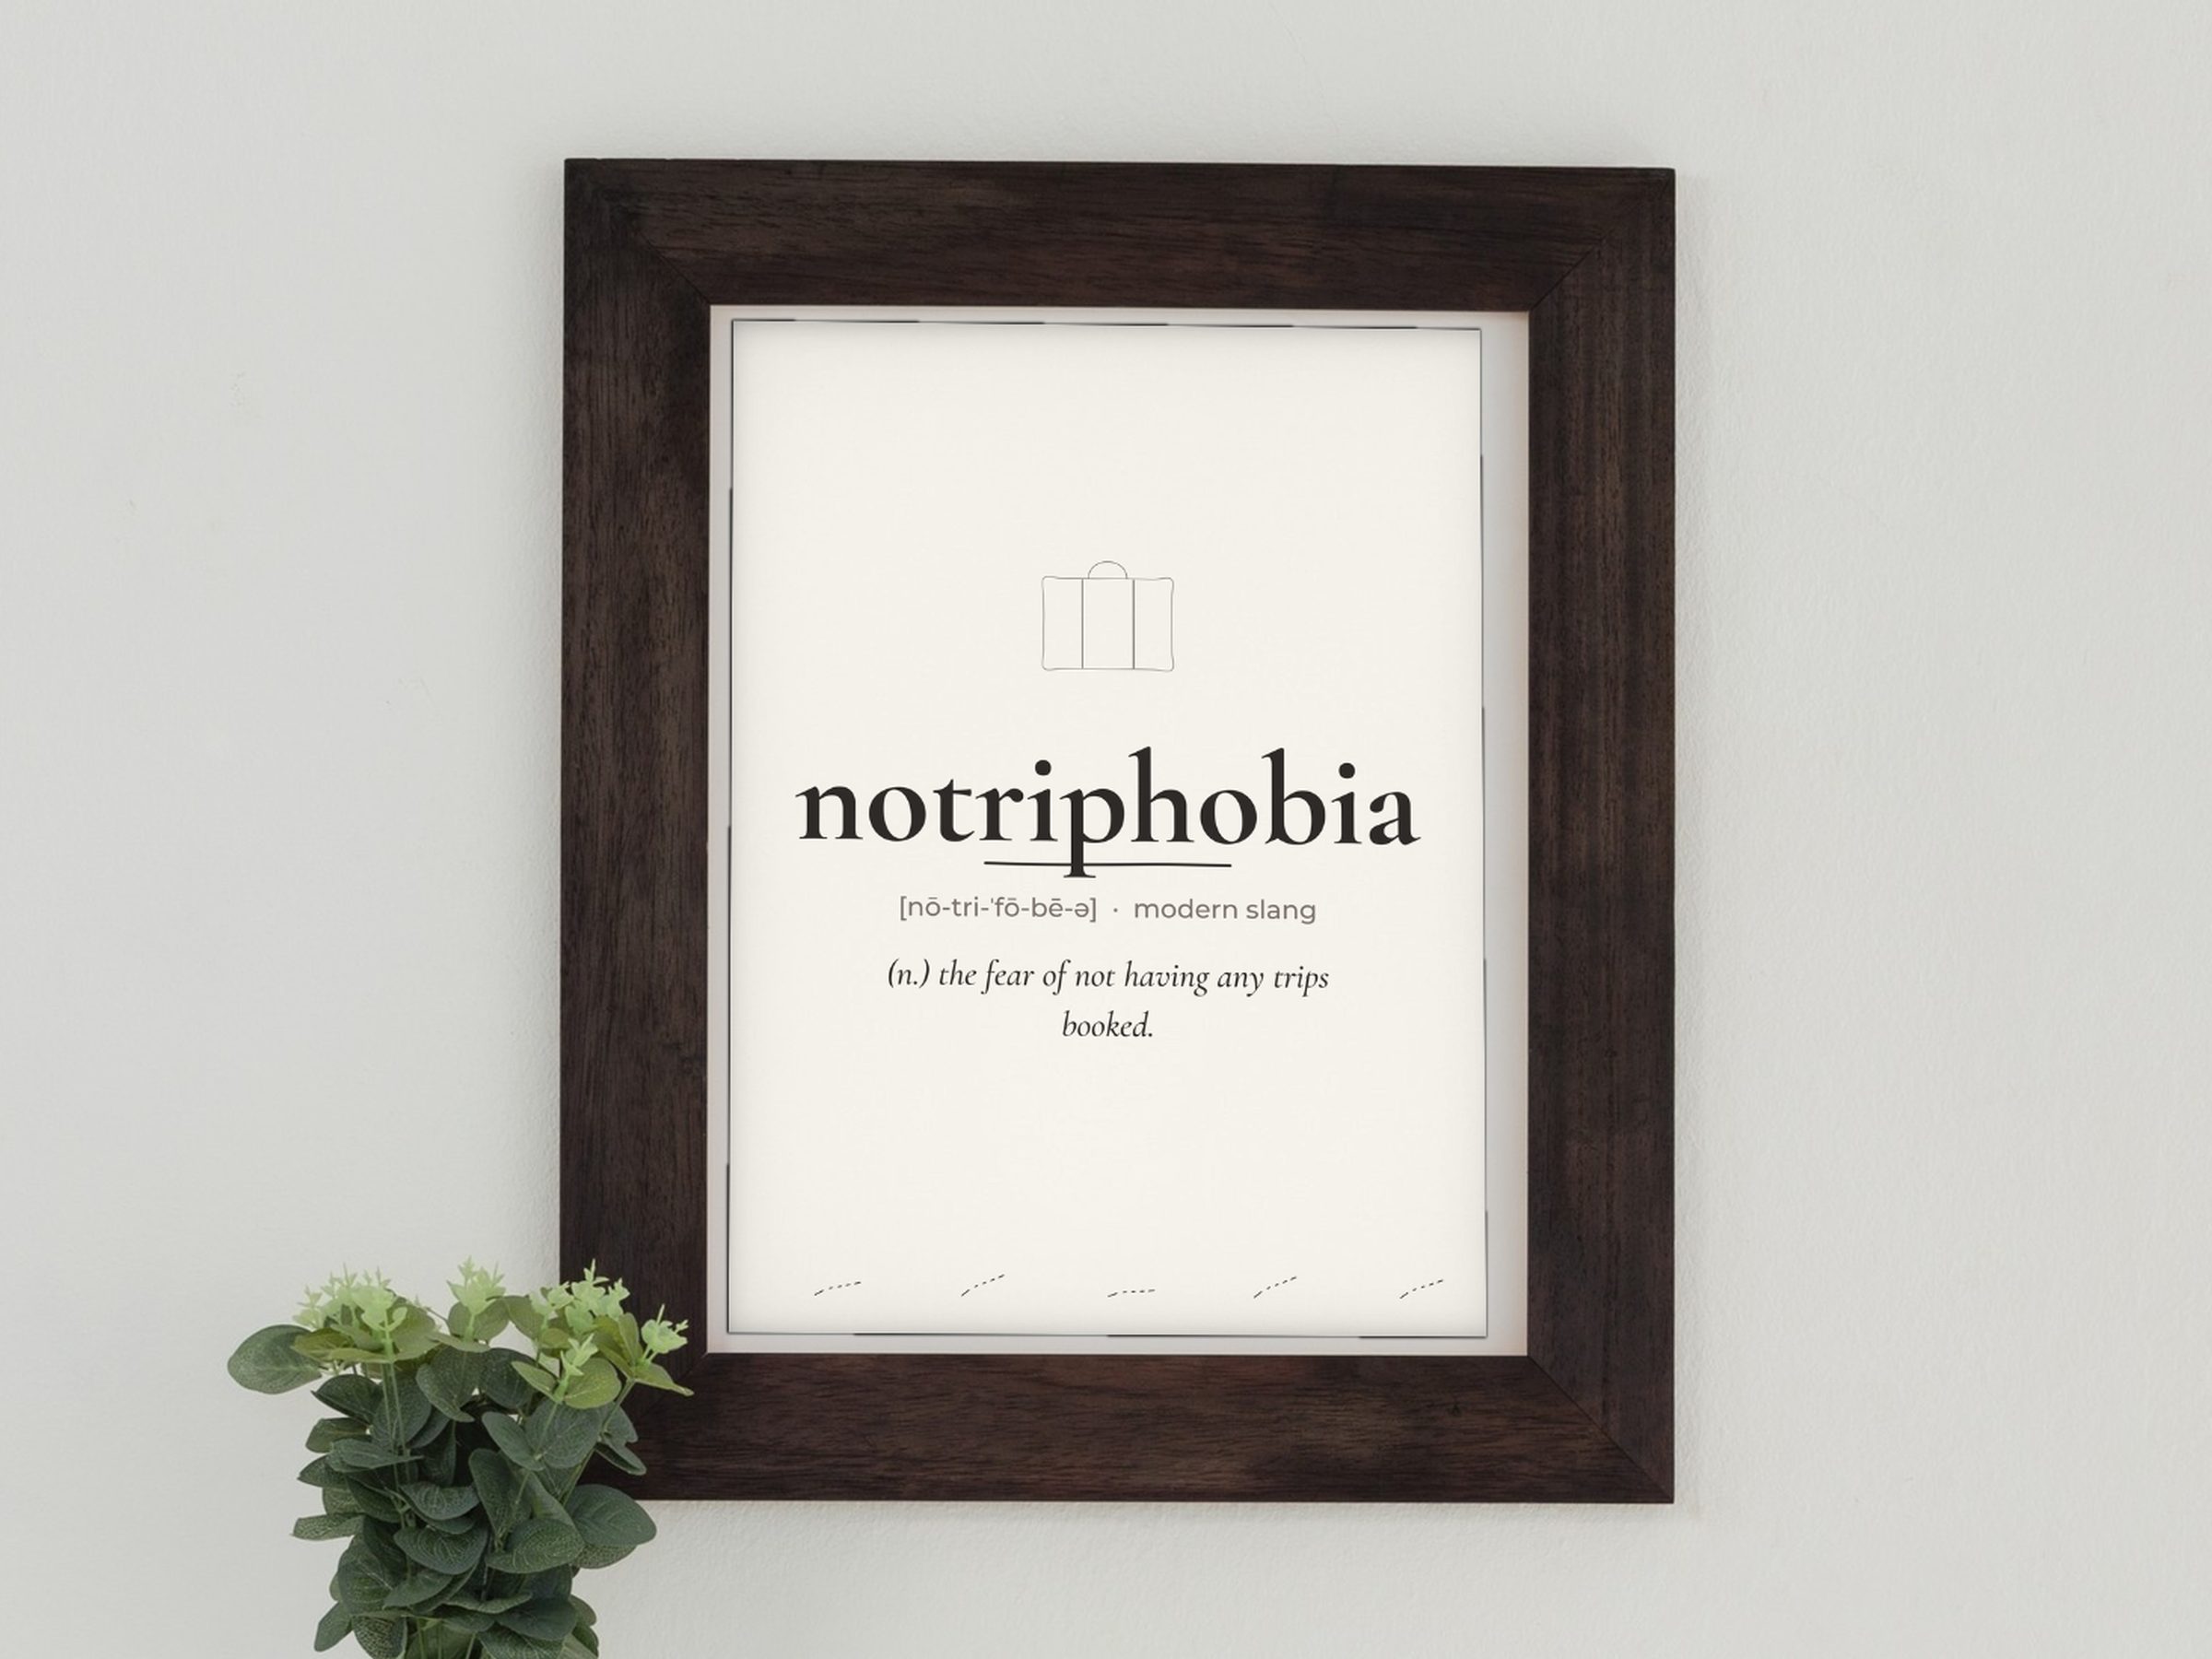 notriphobia
[nō-tri-ˈfō-bē-ə] · modern slang
(n.) the fear of not having any trips
booked.